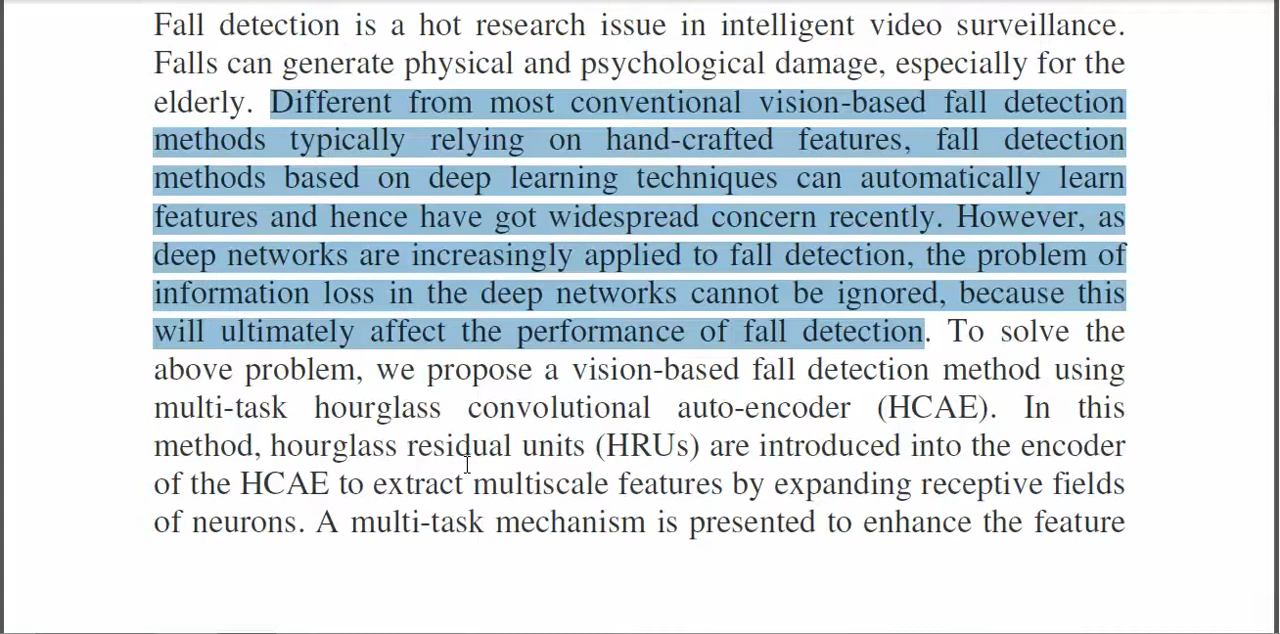 Fall detection is a hot research issue in intelligent video surveillance.
Falls can generate physical and psychological damage, especially for the
elderly. Different from most conventional vision-based fall detection
methods typically relying on hand-crafted features, fall detection
methods based on deep learning techniques can automatically learn
features and hence have got widespread concern recently. However, as
deep networks are increasingly applied to fall detection, the problem of
information loss in the deep networks cannot be ignored, because this
will ultimately affect the performance of fall detection. To solve the
above problem, we propose a vision-based fall detection method using
multi-task hourglass convolutional auto-encoder (HCAE). In this
method, hourglass residual units (HRUs) are introduced into the encoder
of the HCAE to extract multiscale features by expanding receptive fields
of neurons. A multi-task mechanism is presented to enhance the feature